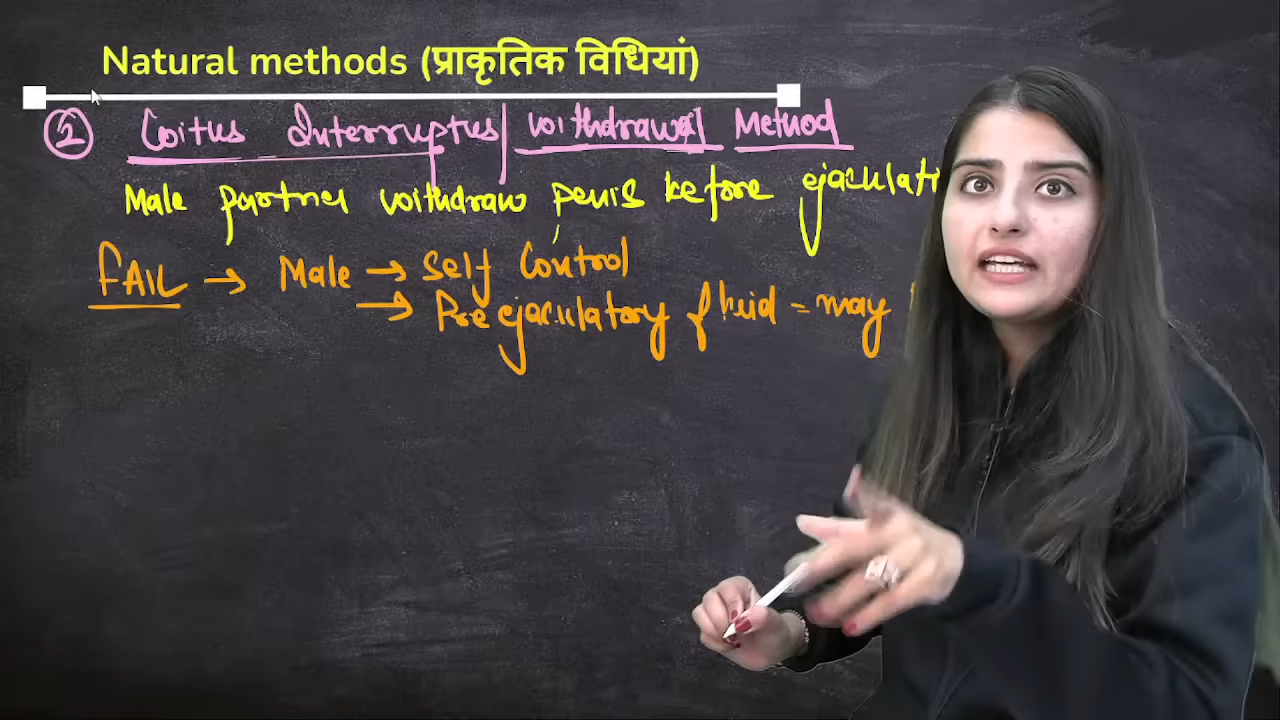 Natural methods (प्राकृतिक विधियां)
② Coitus Interruptus / withdrawal Method
Male partner withdraw penis before ejaculati
FAIL → Male → Self Control
→ Pre ejaculatory fluid = may